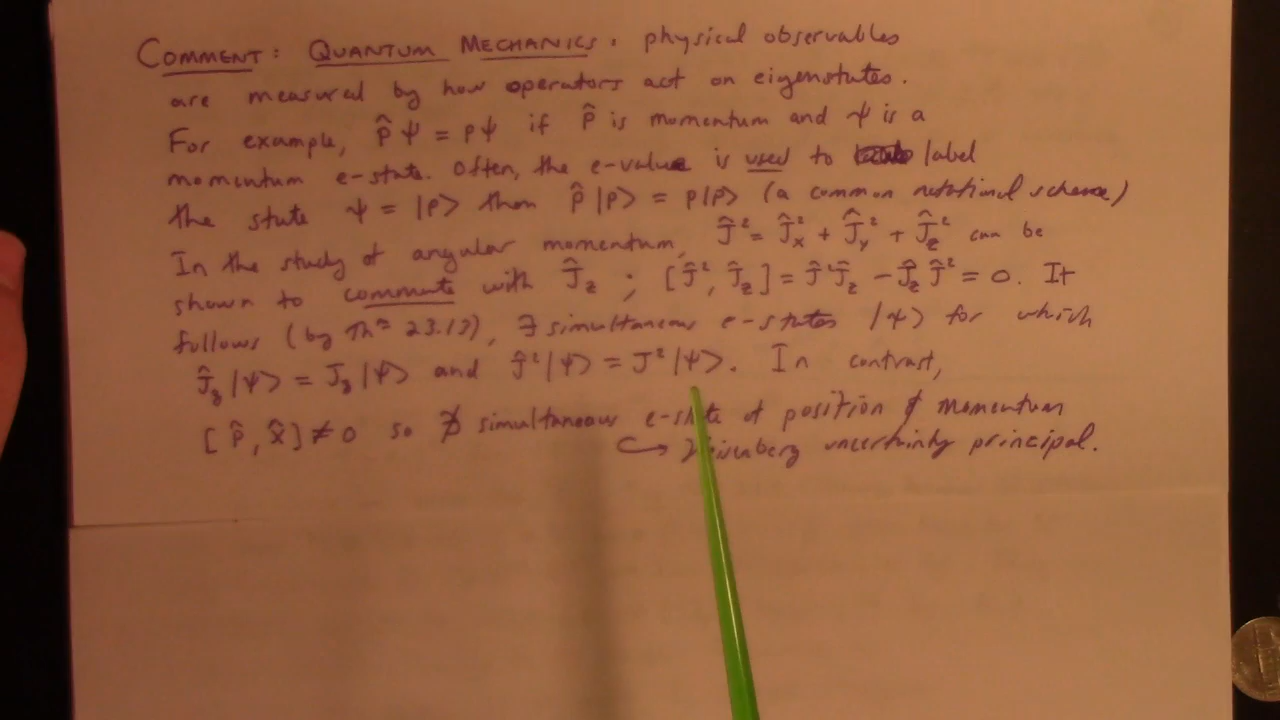 COMMENT: QUANTUM MECHANICS. physical observables
are measured by how operators act on eigenstates.
For example, P̂ψ = pψ if P̂ is momentum and ψ is a
momentum e-state. Often, the e-value is used to label
the state ψ = |p> then P̂|p> = p|p> (a common notational scheme)
In the study of angular momentum, Ĵ² = Ĵx² + Ĵy² + Ĵz² can be
shown to commute with Ĵz ; [Ĵ², Ĵz] = Ĵ²Ĵz - ĴzĴ² = 0. It
follows (by Thm 23.13), ∃ simultaneous e-states |ψ> for which
Ĵz|ψ> = Jz|ψ> and Ĵ²|ψ> = J²|ψ>. In contrast,
[P̂, X̂] ≠ 0 so ∄ simultaneous e-state of position & momentum
↪ Heisenberg uncertainty principal.